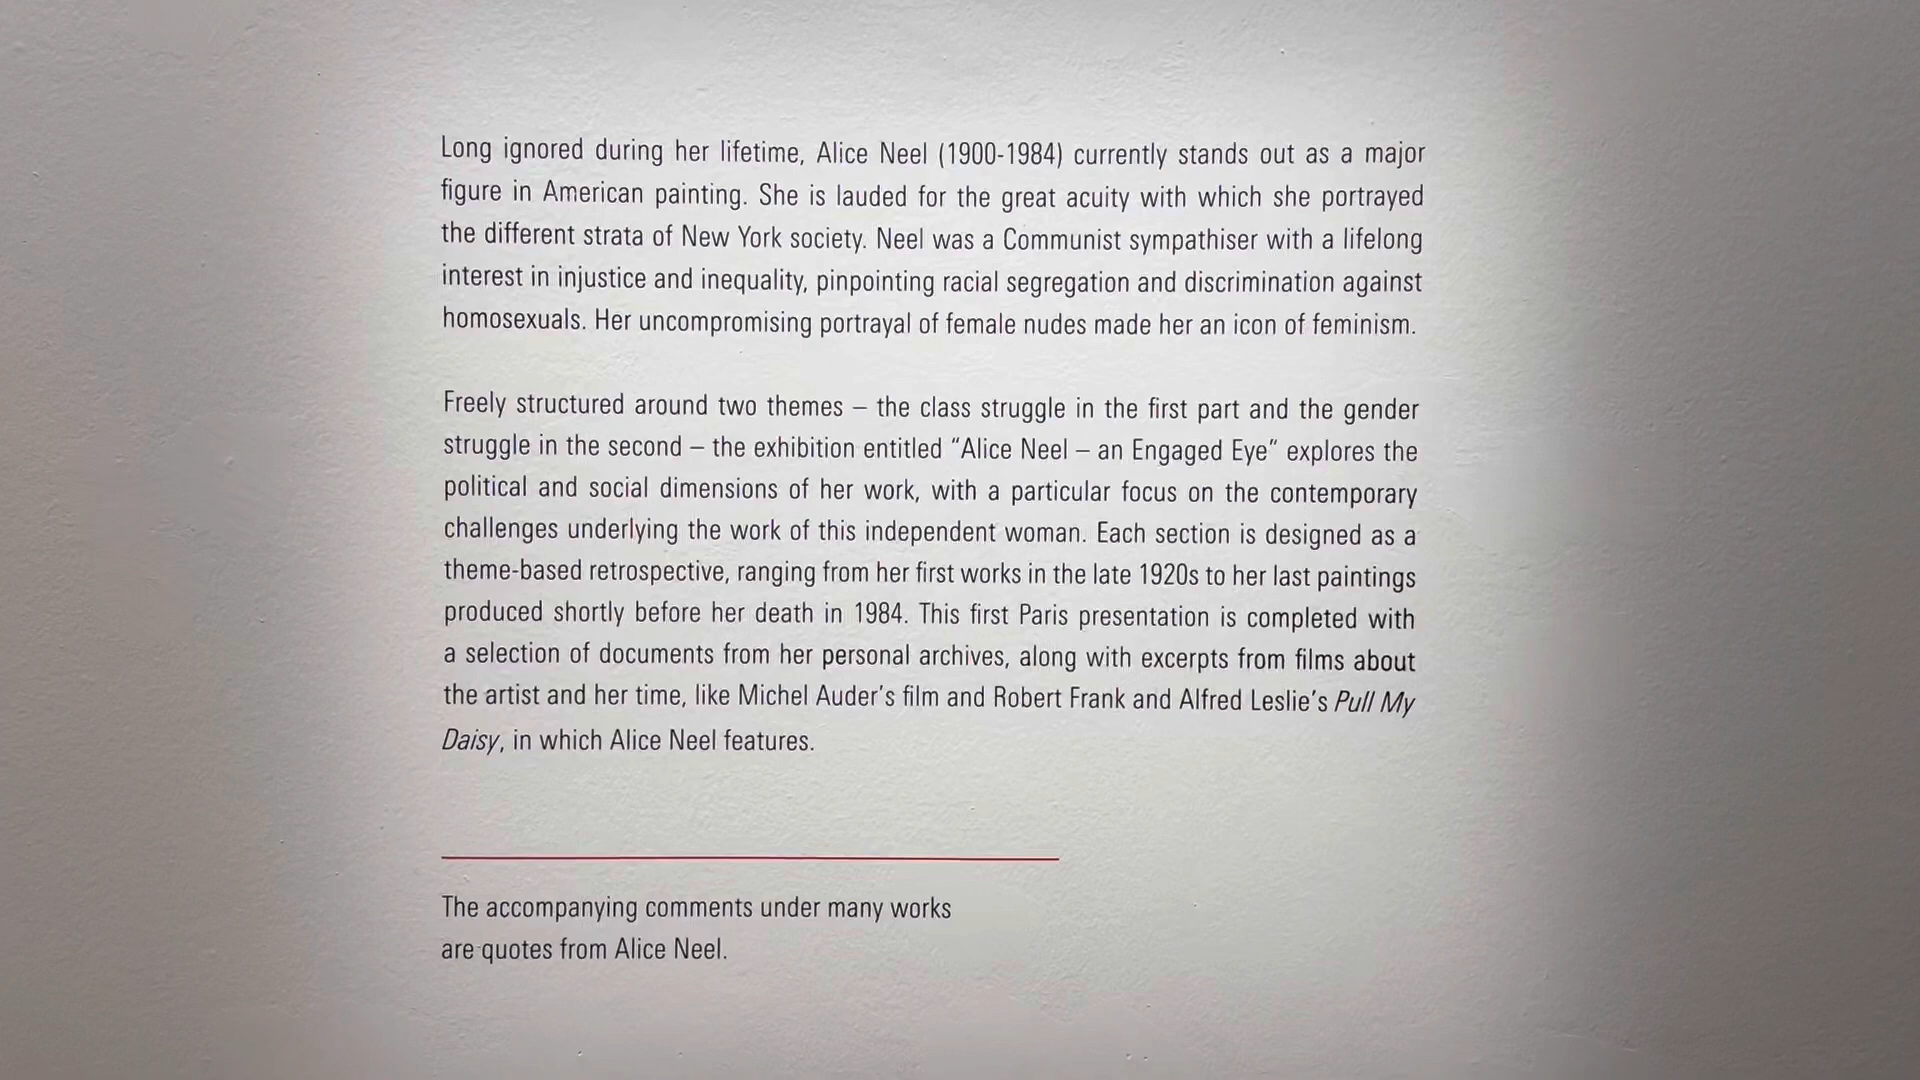 Long ignored during her lifetime, Alice Neel (1900-1984) currently stands out as a major
figure in American painting. She is lauded for the great acuity with which she portrayed
the different strata of New York society. Neel was a Communist sympathiser with a lifelong
interest in injustice and inequality, pinpointing racial segregation and discrimination against
homosexuals. Her uncompromising portrayal of female nudes made her an icon of feminism.
Freely structured around two themes – the class struggle in the first part and the gender
struggle in the second – the exhibition entitled “Alice Neel – an Engaged Eye” explores the
political and social dimensions of her work, with a particular focus on the contemporary
challenges underlying the work of this independent woman. Each section is designed as a
theme-based retrospective, ranging from her first works in the late 1920s to her last paintings
produced shortly before her death in 1984. This first Paris presentation is completed with
a selection of documents from her personal archives, along with excerpts from films about
the artist and her time, like Michel Auder’s film and Robert Frank and Alfred Leslie’s Pull My
Daisy, in which Alice Neel features.
The accompanying comments under many works
are quotes from Alice Neel.